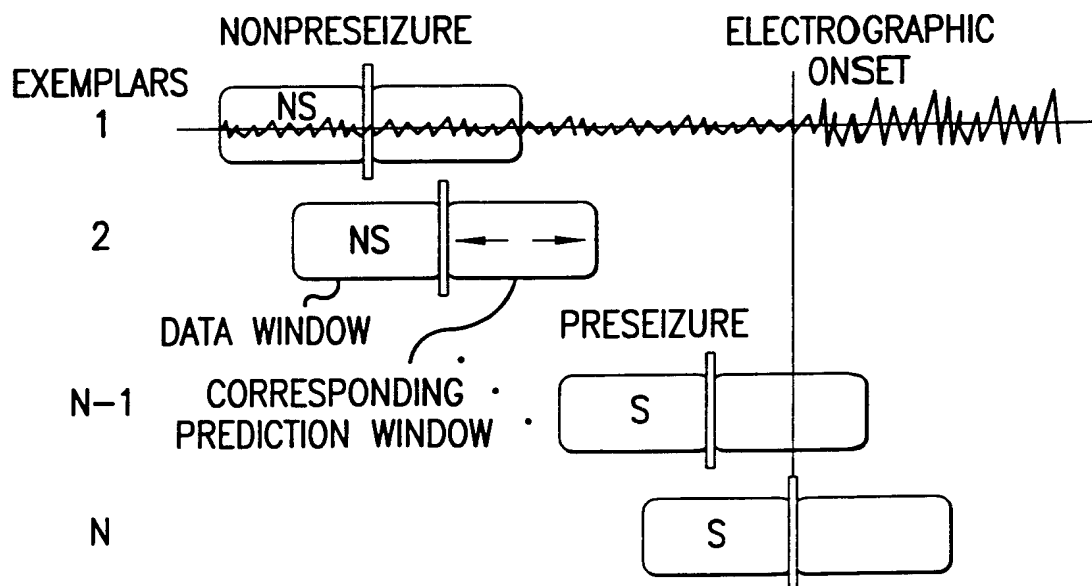 NONPRESEIZURE
ELECTROGRAPHIC
ONSET
EXEMPLARS
1
NS
2
NS
DATA WINDOW
PRESEIZURE
N-1
CORRESPONDING
PREDICTION WINDOW
S
N
S